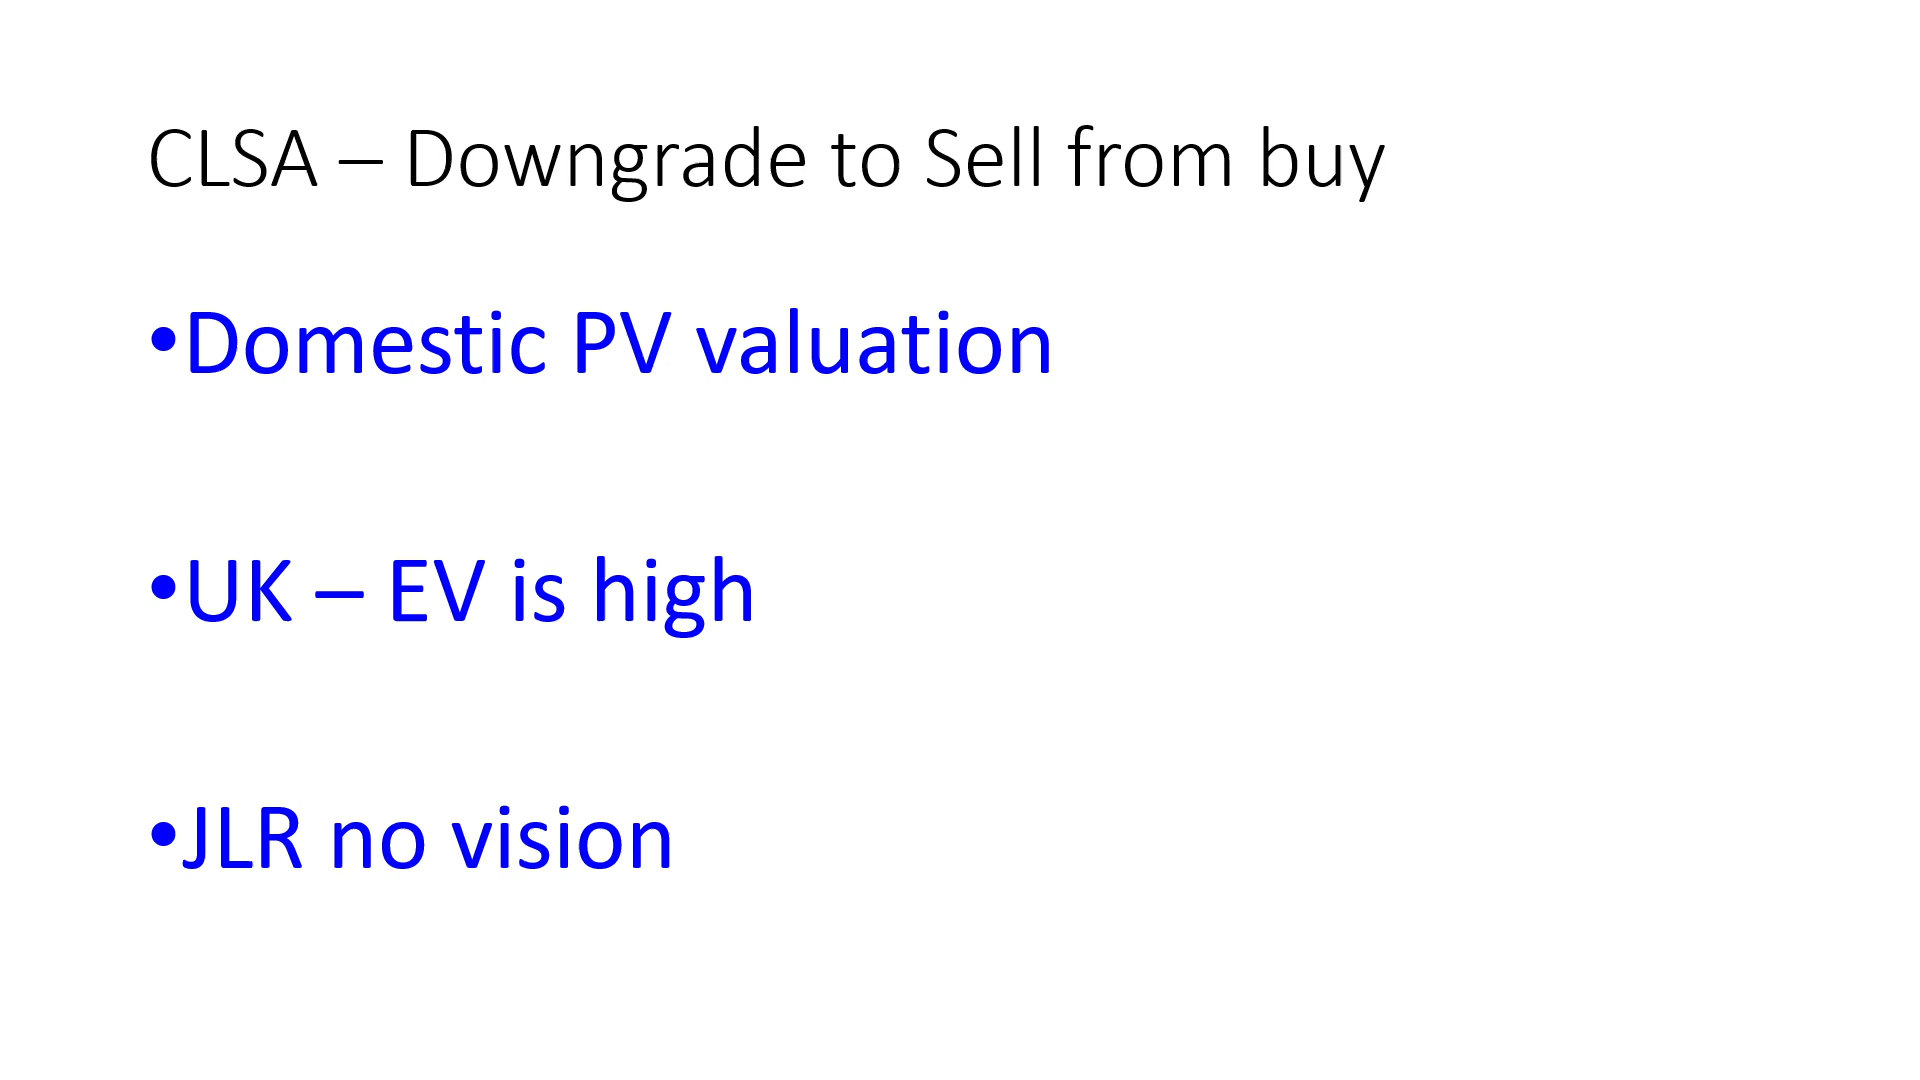 CLSA – Downgrade to Sell from buy
•Domestic PV valuation
•UK – EV is high
•JLR no vision